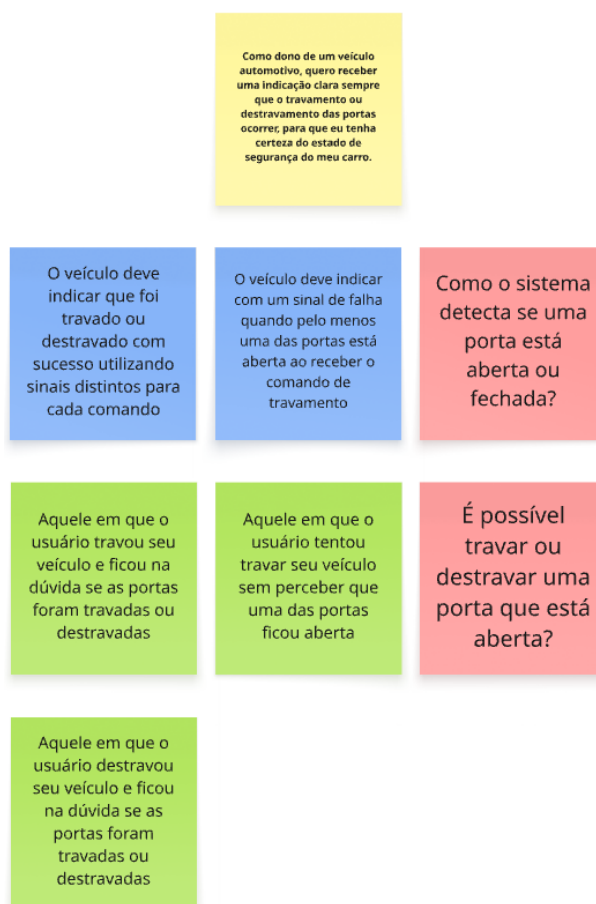 Como dono de um veículo
automotivo, quero receber
uma indicação clara sempre
que o travamento ou
destravamento das portas
ocorrer, para que eu tenha
certeza do estado de
segurança do meu carro.
O veículo deve
indicar que foi
travado ou
destravado com
sucesso utilizando
sinais distintos para
cada comando
O veículo deve indicar
com um sinal de falha
quando pelo menos
uma das portas está
aberta ao receber o
comando de
travamento
Como o sistema
detecta se uma
porta está
aberta ou
fechada?
Aquele em que o
usuário travou seu
veículo e ficou na
dúvida se as portas
foram travadas ou
destravadas
Aquele em que o
usuário tentou
travar seu veículo
sem perceber que
uma das portas
ficou aberta
É possível
travar ou
destravar uma
porta que está
aberta?
Aquele em que o
usuário destravou
seu veículo e ficou
na dúvida se as
portas foram
travadas ou
destravadas